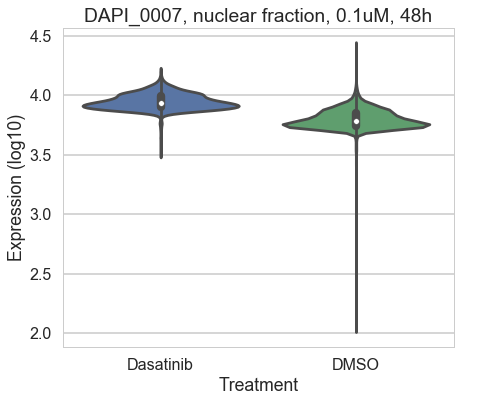 DAPI_0007, nuclear fraction, 0.1uM, 48h
4.5
4.0
3.5
3.0
2.5
2.0
Expression (log10)
Dasatinib
DMSO
Treatment